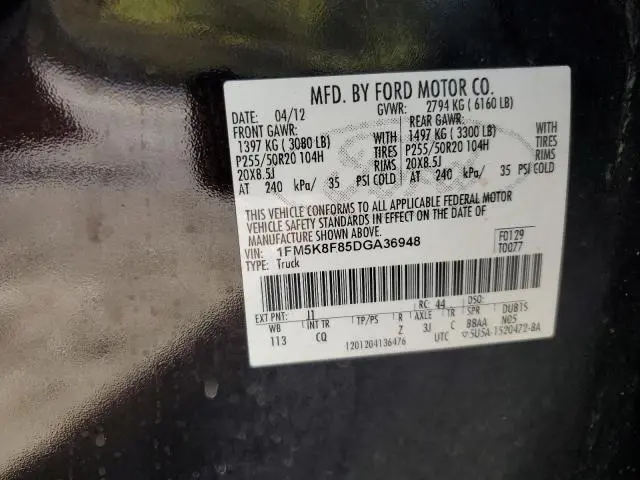 MFD. BY FORD MOTOR CO.
DATE: 04/12 GVWR: 2794 KG ( 6160 LB)
FRONT GAWR: REAR GAWR:
1397 KG ( 3080 LB) WITH 1497 KG ( 3300 LB) WITH
P255/50R20 104H TIRES P255/50R20 104H TIRES
20X8.5J RIMS 20X8.5J RIMS
AT 240 kPa/ 35 PSI COLD AT 240 kPa/ 35 PSI COLD
THIS VEHICLE CONFORMS TO ALL APPLICABLE FEDERAL MOTOR
VEHICLE SAFETY STANDARDS IN EFFECT ON THE DATE OF
MANUFACTURE SHOWN ABOVE.
VIN: 1FM5K8F85DGA36948 F0129
TYPE: Truck T0077
EXT PNT: J1 RC: 44 DSO:
WB INT TR TP/PS R AXLE TR SPR DUBTS
113 CQ Z 3J C BBAA N05
1201204136476 UTC 5U5A-1520472-BA